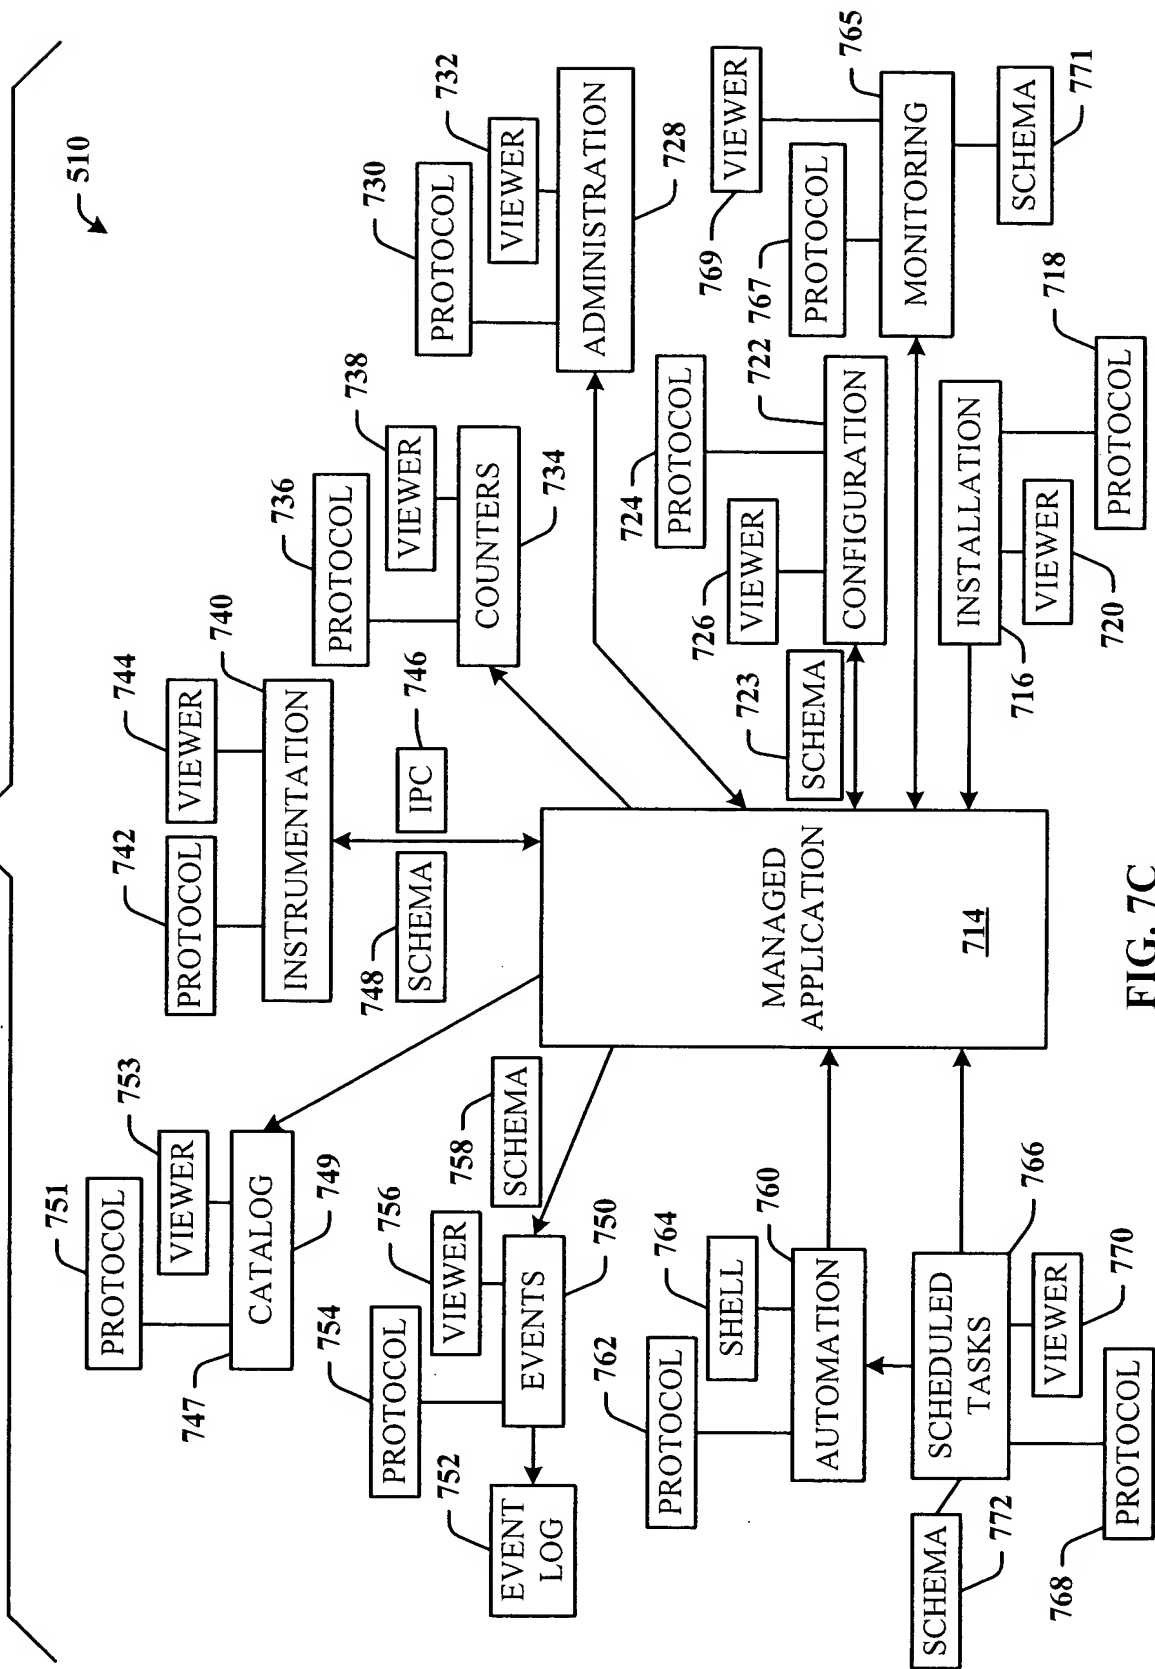 510
751
PROTOCOL
753
VIEWER
CATALOG
747
749
742
PROTOCOL
744
VIEWER
740
INSTRUMENTATION
748
SCHEMA
IPC
746
736
PROTOCOL
738
VIEWER
COUNTERS
734
730
PROTOCOL
732
VIEWER
ADMINISTRATION
728
754
PROTOCOL
756
VIEWER
758
SCHEMA
752
EVENT
LOG
EVENTS
750
762
PROTOCOL
764
SHELL
760
AUTOMATION
MANAGED
APPLICATION
714
723
SCHEMA
726
VIEWER
724
PROTOCOL
722
CONFIGURATION
769
VIEWER
767
PROTOCOL
765
MONITORING
SCHEMA
771
SCHEMA
772
SCHEDULED
TASKS
766
768
PROTOCOL
VIEWER
770
INSTALLATION
716
VIEWER
720
718
PROTOCOL
FIG. 7C